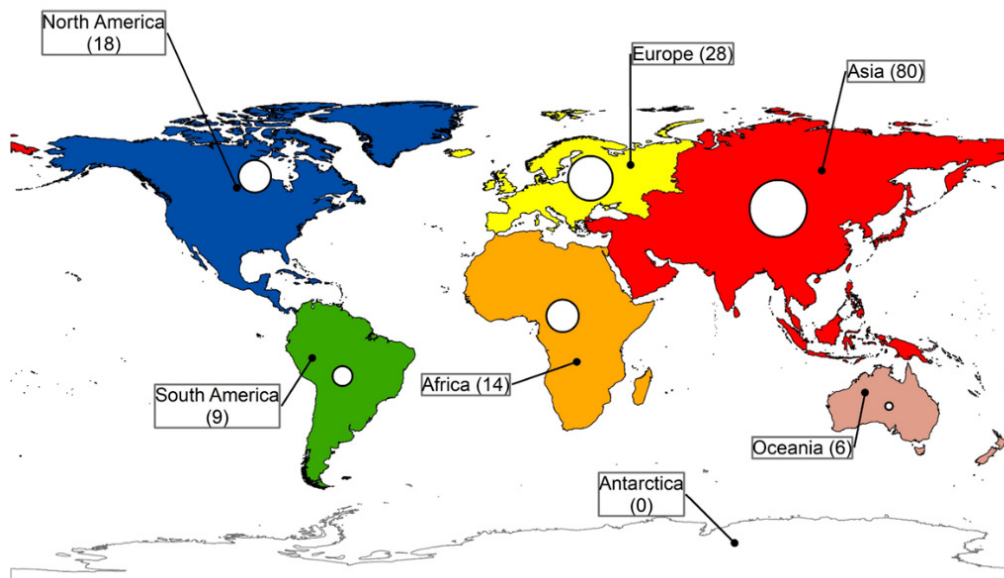 North America
(18)
Europe (28)
Asia (80)
South America
(9)
Africa (14)
Oceania (6)
Antarctica
(0)